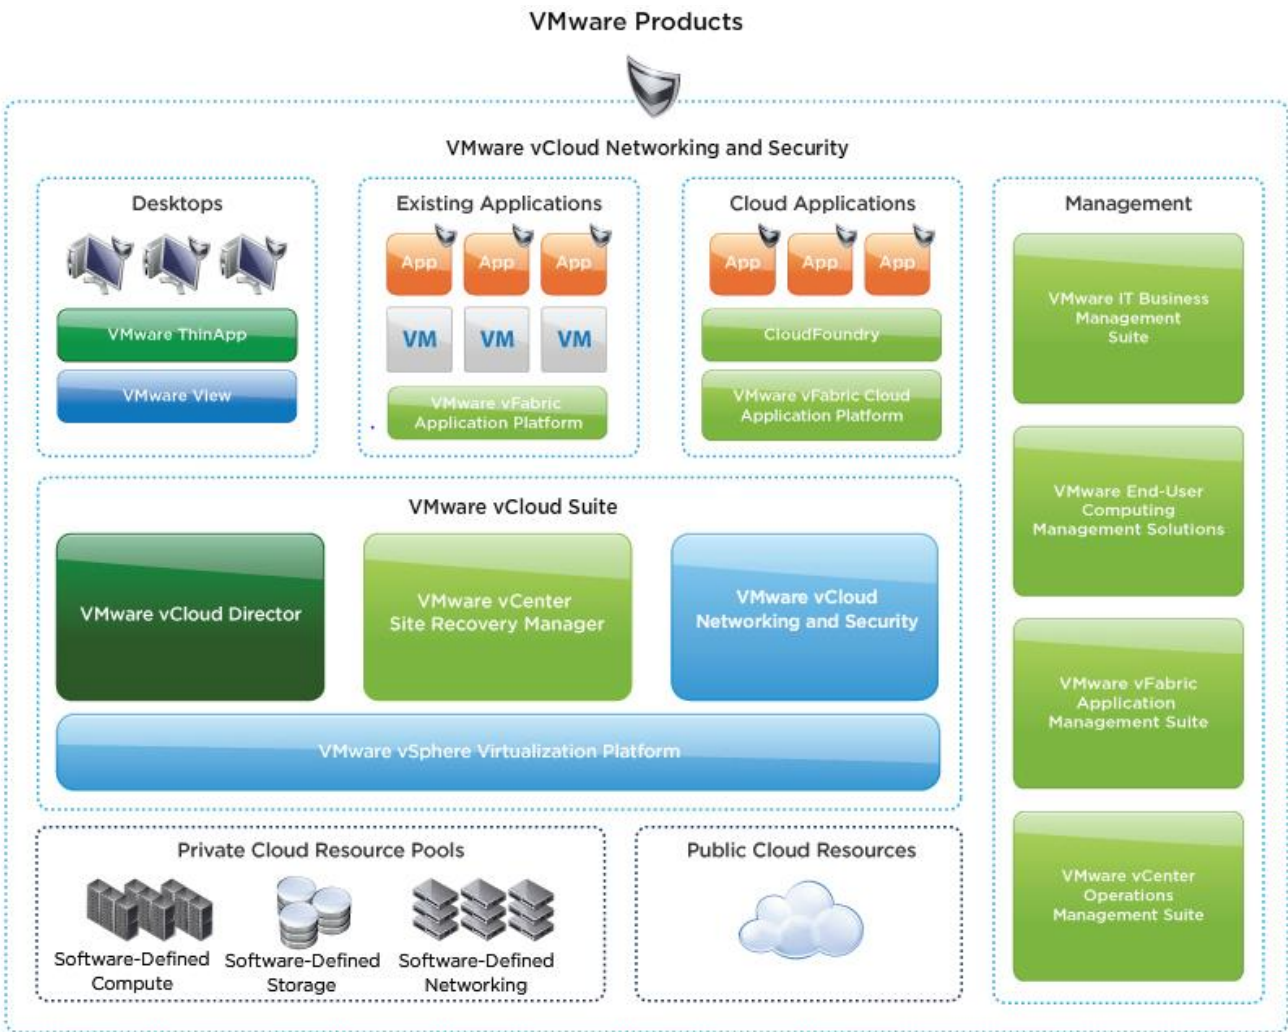 VMware Products
VMware vCloud Networking and Security
Desktops
VMware ThinApp
VMware View
Existing Applications
App App App
VM VM VM
VMware vFabric
Application Platform
Cloud Applications
App App App
CloudFoundry
VMware vFabric Cloud
Application Platform
Management
VMware IT Business
Management
Suite
VMware End-User
Computing
Management Solutions
VMware vFabric
Application
Management Suite
VMware vCenter
Operations
Management Suite
VMware vCloud Suite
VMware vCloud Director
VMware vCenter
Site Recovery Manager
VMware vCloud
Networking and Security
VMware vSphere Virtualization Platform
Private Cloud Resource Pools
Software-Defined
Compute
Software-Defined
Storage
Software-Defined
Networking
Public Cloud Resources